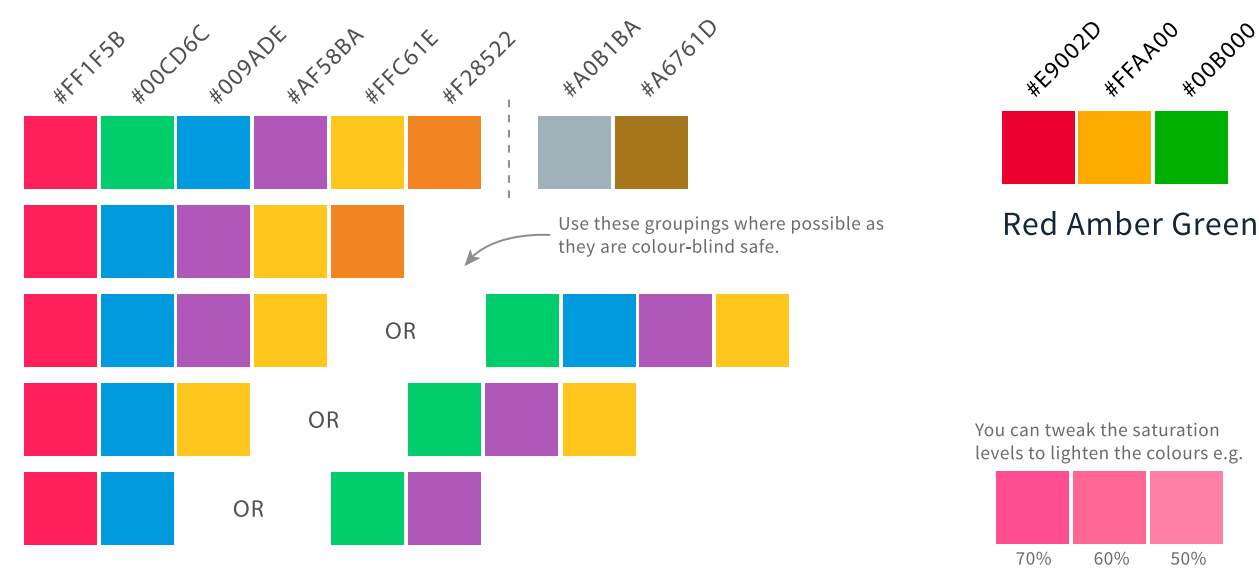 #FF1F5B
#00CD6C
#009ADE
#AF58BA
#FFC61E
#F28522
#A0B1BA
#A6761D
#E9002D
#FFAA00
#00B000
Red Amber Green
Use these groupings where possible as
they are colour-blind safe.
OR
OR
OR
You can tweak the saturation
levels to lighten the colours e.g.
70%
60%
50%